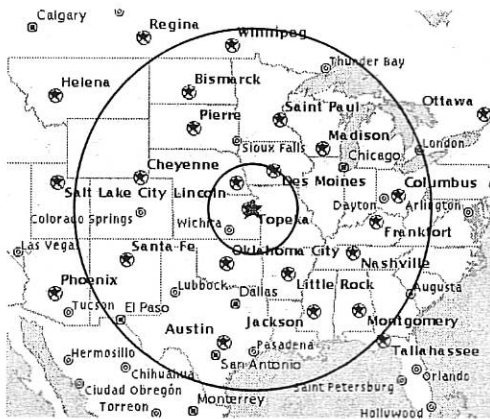 Calgary
Regina
Winnipeg
Thunder Bay
Helena
Bismarck
Ottawa
Pierre
Saint Paul
Madison
Sioux Falls
London
Chicago
Cheyenne
Des Moines
Columbus
Salt Lake City
Lincoln
Dayton
Arlington
Colorado Springs
Topeka
Frankfort
Wichita
Las Vegas
Santa Fe
Oklahoma City
Nashville
Phoenix
Lubbock
Dallas
Little Rock
Augusta
Tucson
El Paso
Jackson
Montgomery
Austin
Pasadena
Tallahassee
Hermosillo
Chihuahua
San Antonio
Orlando
Ciudad Obregón
Saint Petersburg
Torreon
Monterrey
Hollywood